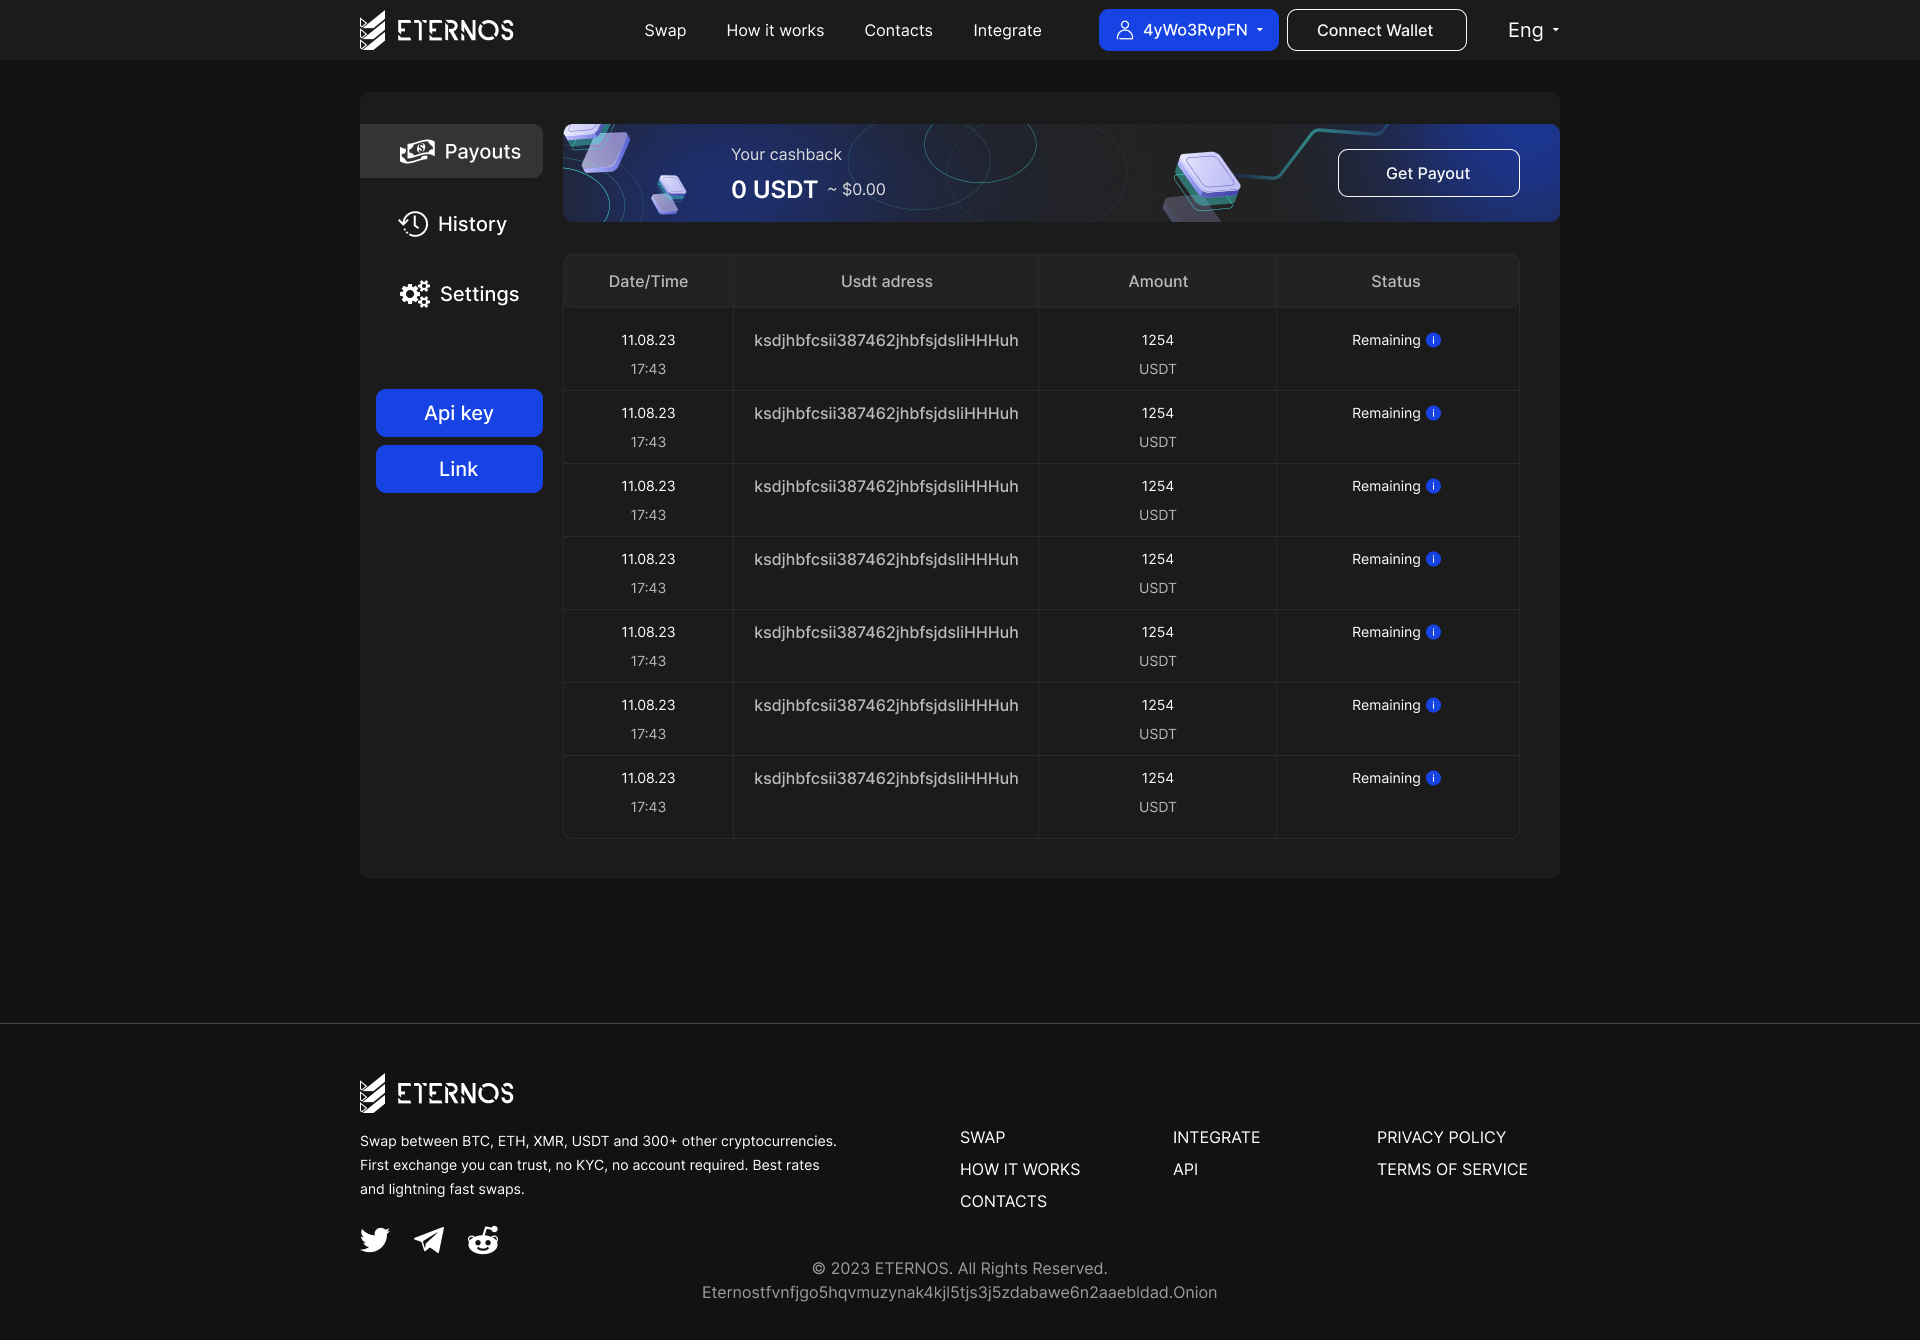 ETERNOS
Swap
How it works
Contacts
Integrate
4yWo3RvpFN
Connect Wallet
Eng
Payouts
History
Settings
Api key
Link
Your cashback
0 USDT ~ $0.00
Get Payout
Date/Time Usdt adress Amount Status
11.08.23 ksdjhbfcsii387462jhbfsjdsliHHHuh 1254 Remaining i
17:43 USDT
11.08.23 ksdjhbfcsii387462jhbfsjdsliHHHuh 1254 Remaining i
17:43 USDT
11.08.23 ksdjhbfcsii387462jhbfsjdsliHHHuh 1254 Remaining i
17:43 USDT
11.08.23 ksdjhbfcsii387462jhbfsjdsliHHHuh 1254 Remaining i
17:43 USDT
11.08.23 ksdjhbfcsii387462jhbfsjdsliHHHuh 1254 Remaining i
17:43 USDT
11.08.23 ksdjhbfcsii387462jhbfsjdsliHHHuh 1254 Remaining i
17:43 USDT
11.08.23 ksdjhbfcsii387462jhbfsjdsliHHHuh 1254 Remaining i
17:43 USDT
ETERNOS
Swap between BTC, ETH, XMR, USDT and 300+ other cryptocurrencies.
First exchange you can trust, no KYC, no account required. Best rates
and lightning fast swaps.
SWAP
HOW IT WORKS
CONTACTS
INTEGRATE
API
PRIVACY POLICY
TERMS OF SERVICE
© 2023 ETERNOS. All Rights Reserved.
Eternostfvnfjgo5hqvmuzynak4kjl5tjs3j5zdabawe6n2aaebldad.Onion